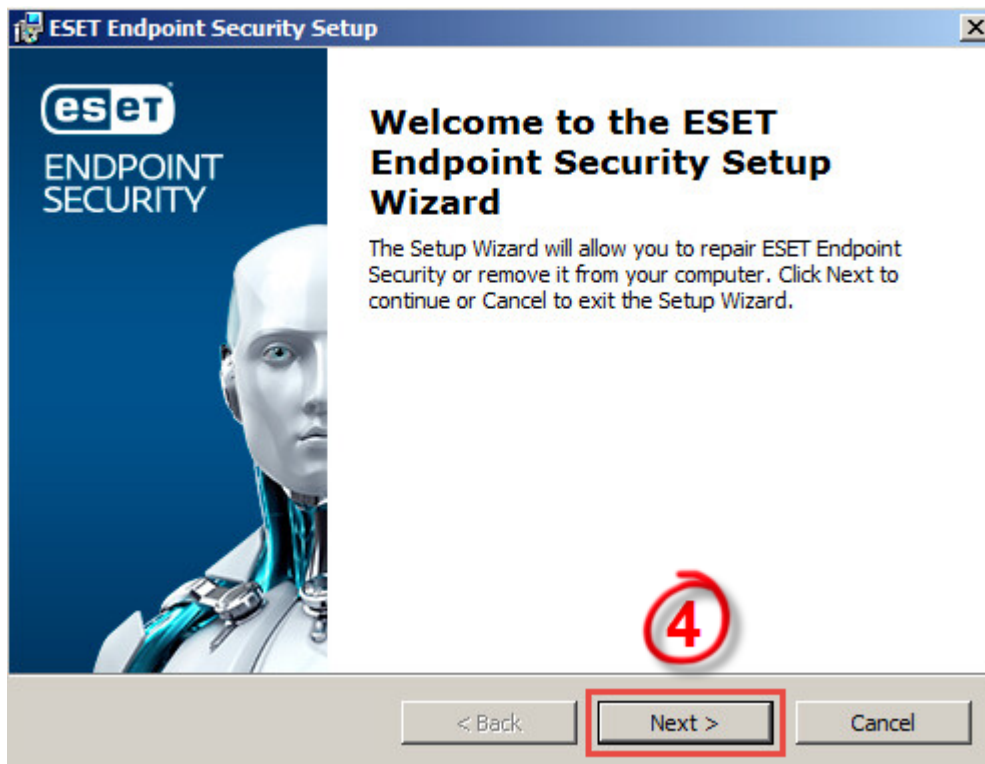 ESET Endpoint Security Setup
eset
ENDPOINT
SECURITY
Welcome to the ESET
Endpoint Security Setup
Wizard
The Setup Wizard will allow you to repair ESET Endpoint
Security or remove it from your computer. Click Next to
continue or Cancel to exit the Setup Wizard.
4
< Back Next > Cancel